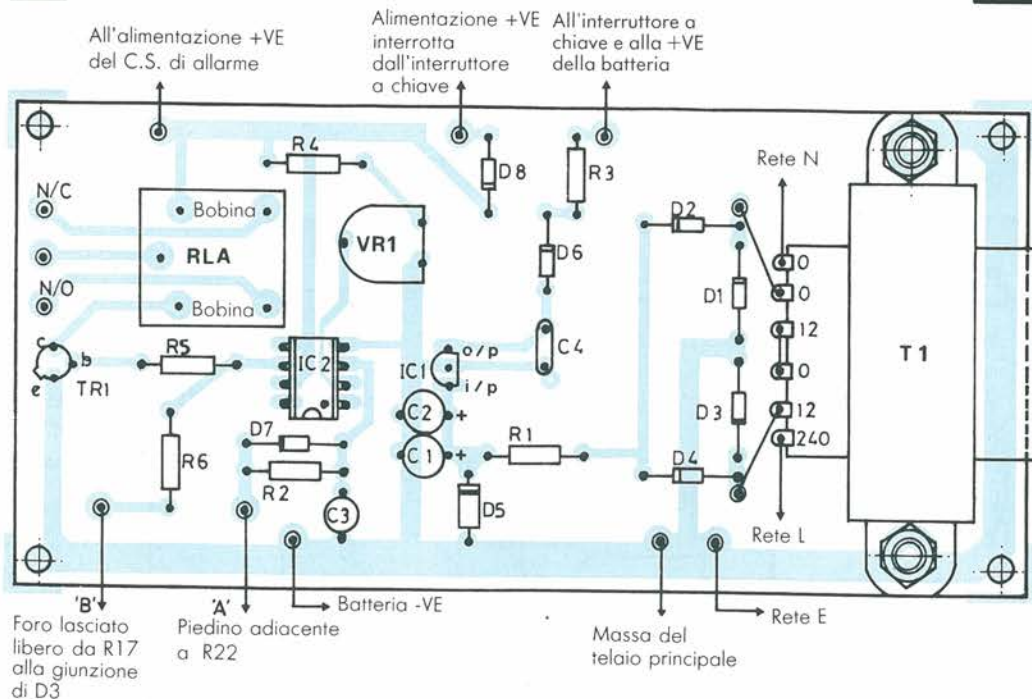 All'alimentazione +VE
del C.S. di allarme
Alimentazione +VE
interrotta
dall'interruttore
a chiave
All'interruttore a
chiave e alla +VE
della batteria
R4
D8
R3
Rete N
N/C
Bobina
RLA
VR1
D2
D6
0
0
N/O
Bobina
D1
12
c
b
e
TR1
R5
IC2
IC1
o/p
i/p
C4
0
T1
C2
+
D3
12
D7
C1
+
R1
240
R6
R2
D4
C3
D5
Rete L
'B'
'A'
Batteria -VE
Rete E
Foro lasciato
libero da R17
alla giunzione
di D3
Piedino adiacente
a R22
Massa del
telaio principale